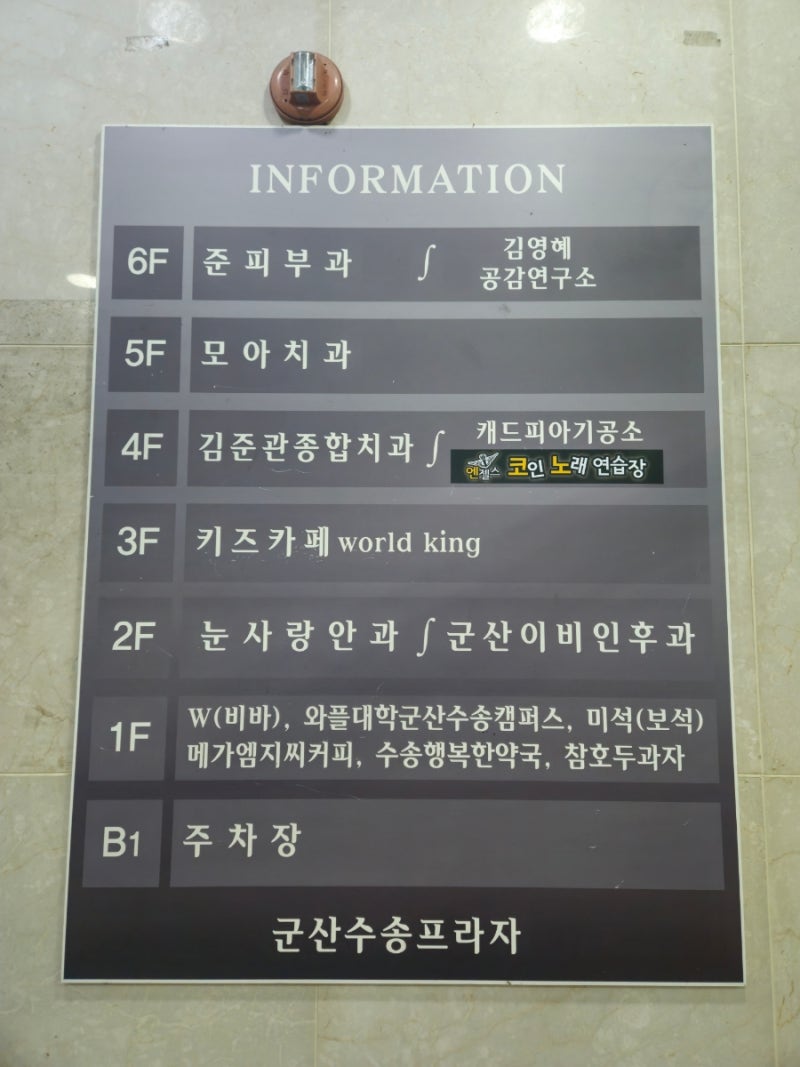 INFORMATION
6F 준피부과 ∫ 김영혜
공감연구소
5F 모아치과
4F 김준관종합치과 ∫ 캐드피아기공소
엔젤스 코인 노래 연습장
3F 키즈카페 world king
2F 눈사랑안과 ∫ 군산이비인후과
1F W(비바), 와플대학군산수송캠퍼스, 미석(보석)
메가엠지씨커피, 수송행복한약국, 참호두과자
B1 주차장
군산수송프라자